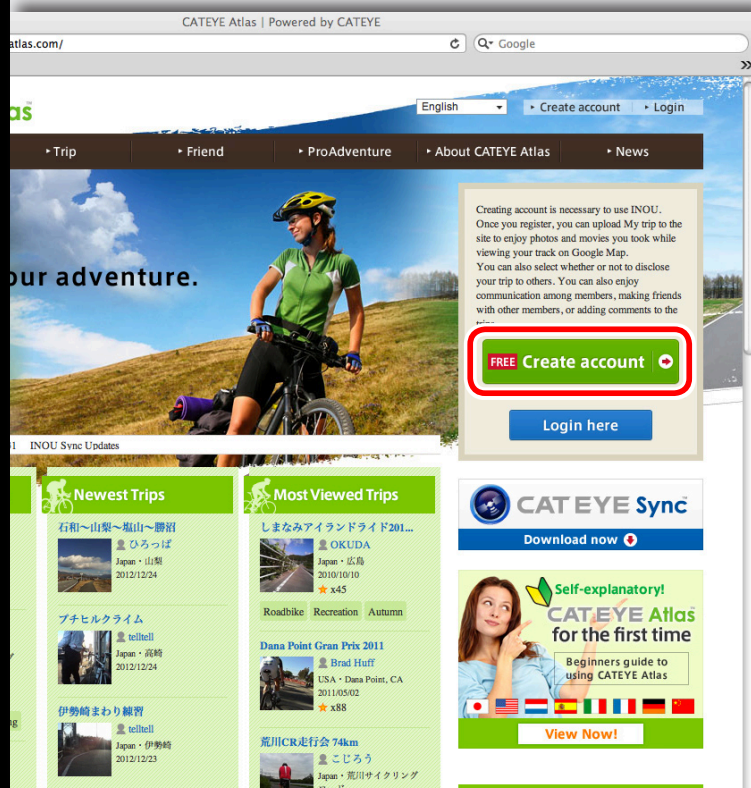 CATEYE Atlas | Powered by CATEYE
atlas.com/
Google
English
Create account
Login
Trip
Friend
ProAdventure
About CATEYE Atlas
News
adventure.
Creating account is necessary to use INOU.
Once you register, you can upload My trip to the
site to enjoy photos and movies you took while
viewing your track on Google Map.
You can also select whether or not to disclose
your trip to others. You can also enjoy
communication among members, making friends
with other members, or adding comments to the
FREE Create account
Login here
INOU Sync Updates
Newest Trips
石和〜山梨〜塩山〜勝沼
ひろっぱ
Japan・山梨
2012/12/24
プチヒルクライム
telltell
Japan・高崎
2012/12/24
伊勢崎まわり練習
telltell
Japan・伊勢崎
2012/12/23
Most Viewed Trips
しまなみアイランドライド201...
OKUDA
Japan・広島
2010/10/10
x45
Roadbike Recreation Autumn
Dana Point Gran Prix 2011
Brad Huff
USA・Dana Point, CA
2011/05/02
x88
荒川CR走行会 74km
こじろう
Japan・荒川サイクリング
CATEYE Sync
Download now
Self-explanatory!
CATEYE Atlas
for the first time
Beginners guide to
using CATEYE Atlas
View Now!